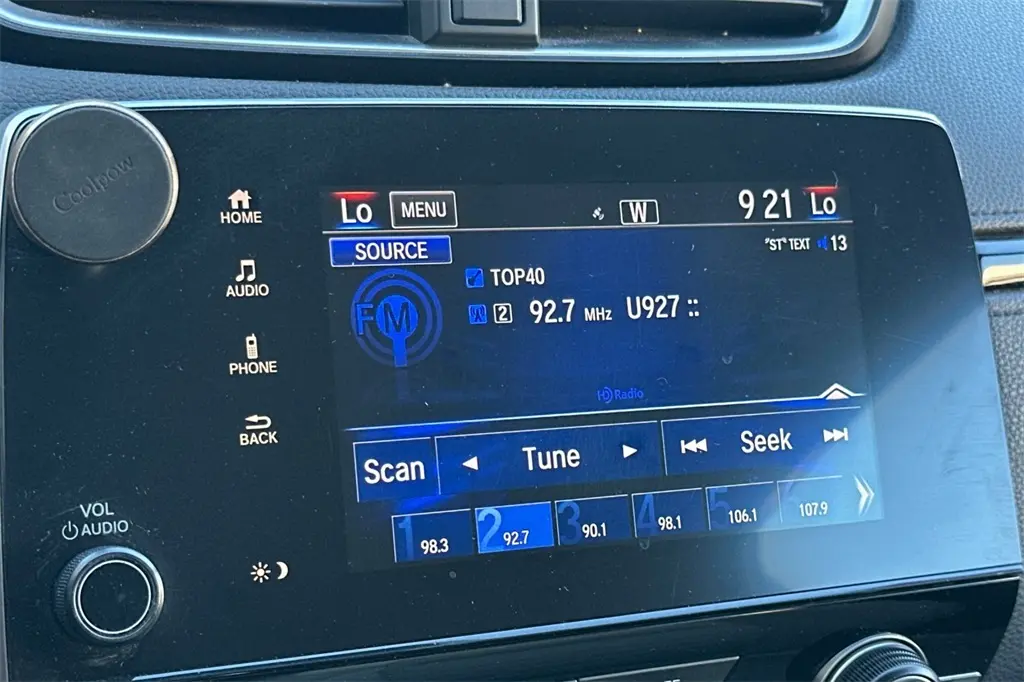 Coolpow
HOME
AUDIO
PHONE
BACK
VOL
AUDIO
Lo MENU W 9 21 Lo
SOURCE "ST" TEXT 13
TOP40
FM 2 92.7 MHz U927 ::
HD Radio
Scan Tune Seek
1 98.3 2 92.7 3 90.1 4 98.1 5 106.1 107.9